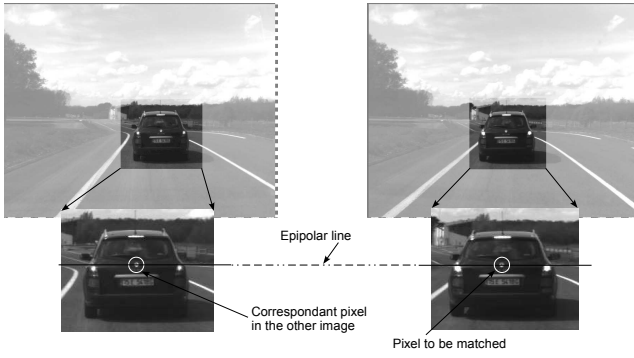 Epipolar line
Correspondant pixel
in the other image
Pixel to be matched